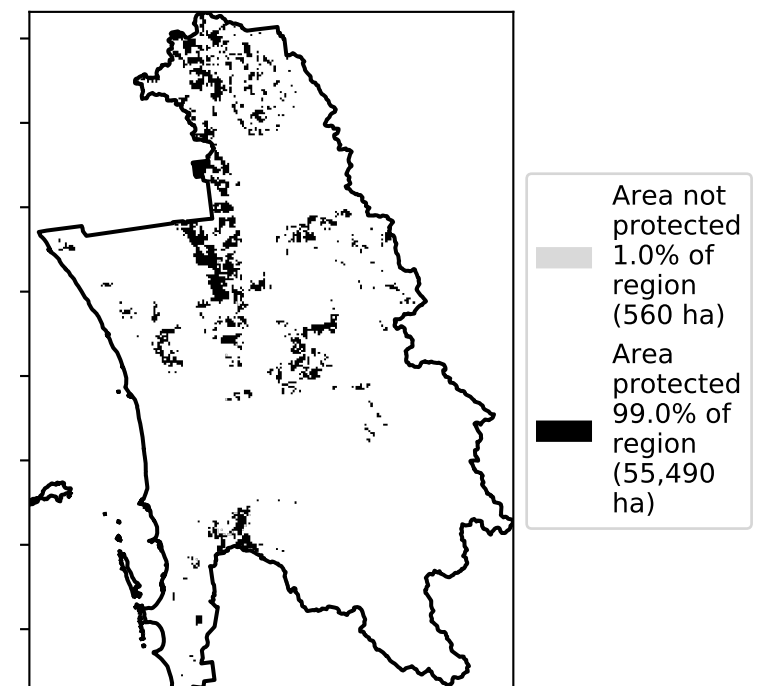 Area not
protected
1.0% of
region
(560 ha)
Area
protected
99.0% of
region
(55,490
ha)